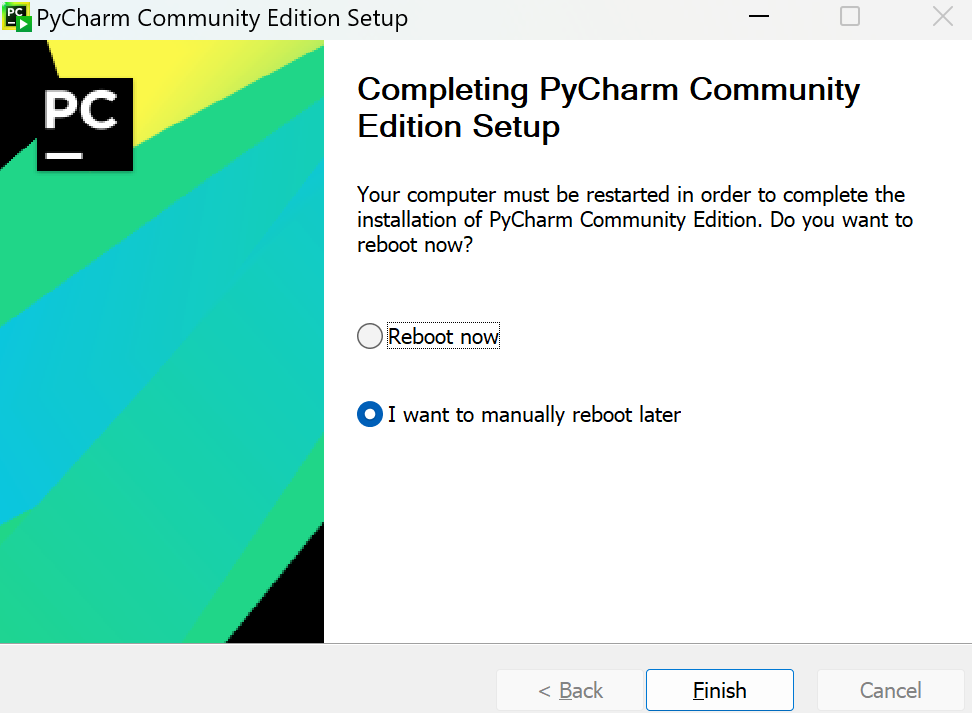 PC
PyCharm Community Edition Setup
PC
Completing PyCharm Community
Edition Setup
Your computer must be restarted in order to complete the
installation of PyCharm Community Edition. Do you want to
reboot now?
Reboot now
I want to manually reboot later
< Back
Finish
Cancel